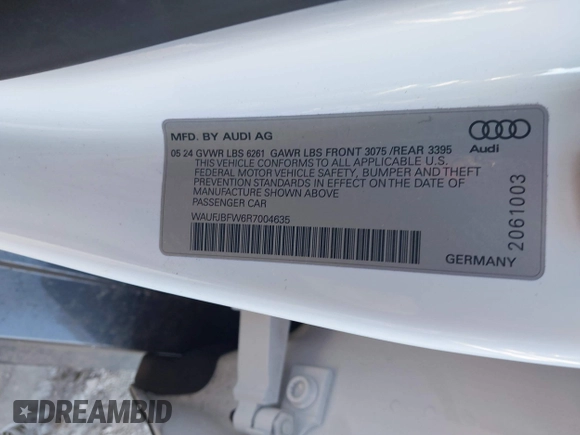 MFD. BY AUDI AG
05 24 GVWR LBS 6261 GAWR LBS FRONT 3075 /REAR 3395
THIS VEHICLE CONFORMS TO ALL APPLICABLE U.S.
FEDERAL MOTOR VEHICLE SAFETY, BUMPER AND THEFT
PREVENTION STANDARDS IN EFFECT ON THE DATE OF
MANUFACTURE SHOWN ABOVE
PASSENGER CAR
WAUFJBFW6R7004635
Audi
2061003
GERMANY
DREAMBID